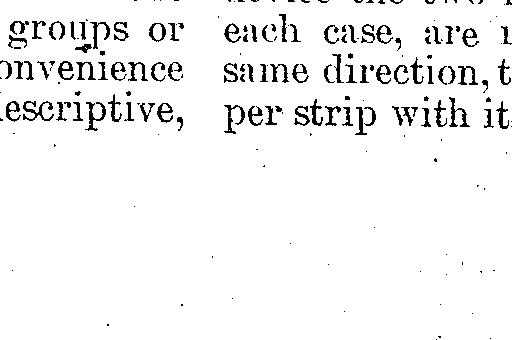 groups or
onvenience
escriptive,
each case, are
same direction, t
per strip with it